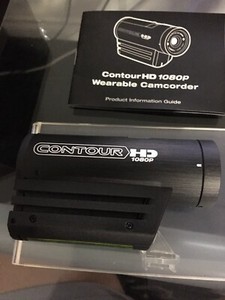 ContourHD 1080P
Wearable Camcorder
Product Information Guide
CONTOUR HD
1080P